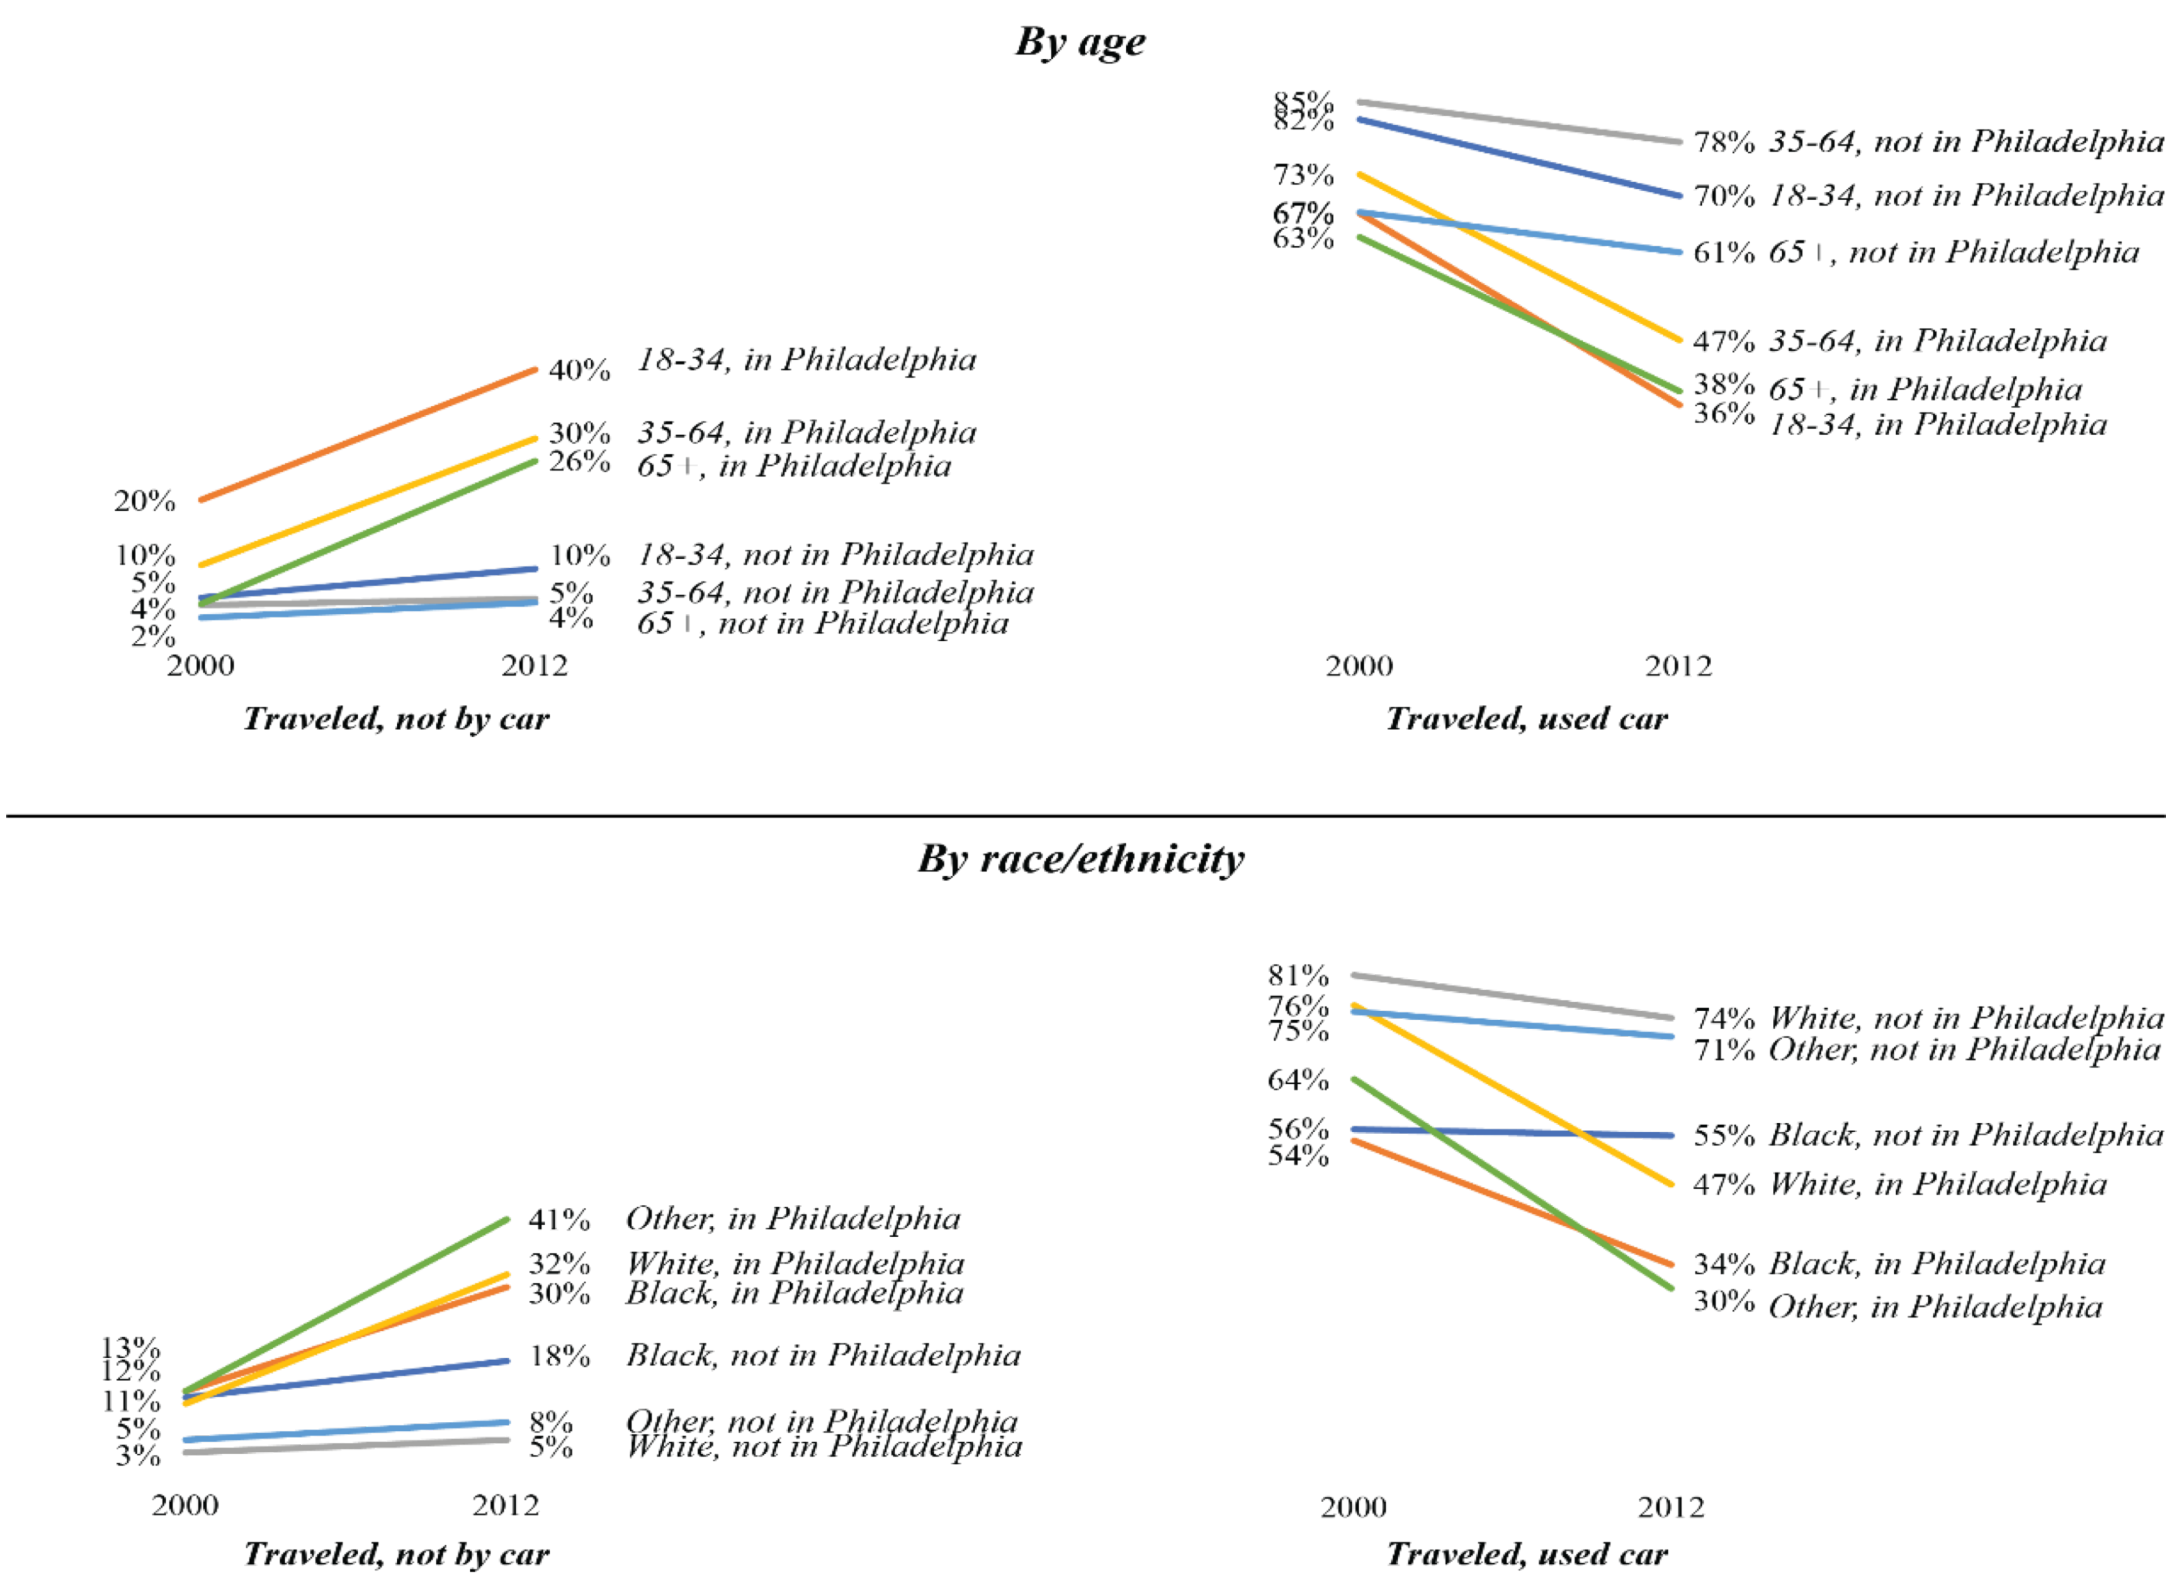 By age
85%
82%
73%
67%
63%
78% 35-64, not in Philadelphia
70% 18-34, not in Philadelphia
61% 65+, not in Philadelphia
47% 35-64, in Philadelphia
38% 65+, in Philadelphia
36% 18-34, in Philadelphia
40% 18-34, in Philadelphia
30% 35-64, in Philadelphia
26% 65+, in Philadelphia
20%
10%
5%
4%
2%
10% 18-34, not in Philadelphia
5% 35-64, not in Philadelphia
4% 65+, not in Philadelphia
2000 2012
2000 2012
Traveled, not by car
Traveled, used car
By race/ethnicity
81%
76%
75%
64%
56%
54%
74% White, not in Philadelphia
71% Other, not in Philadelphia
55% Black, not in Philadelphia
47% White, in Philadelphia
34% Black, in Philadelphia
30% Other, in Philadelphia
41% Other, in Philadelphia
32% White, in Philadelphia
30% Black, in Philadelphia
13%
12%
11%
5%
3%
18% Black, not in Philadelphia
8% Other, not in Philadelphia
5% White, not in Philadelphia
2000 2012
2000 2012
Traveled, not by car
Traveled, used car